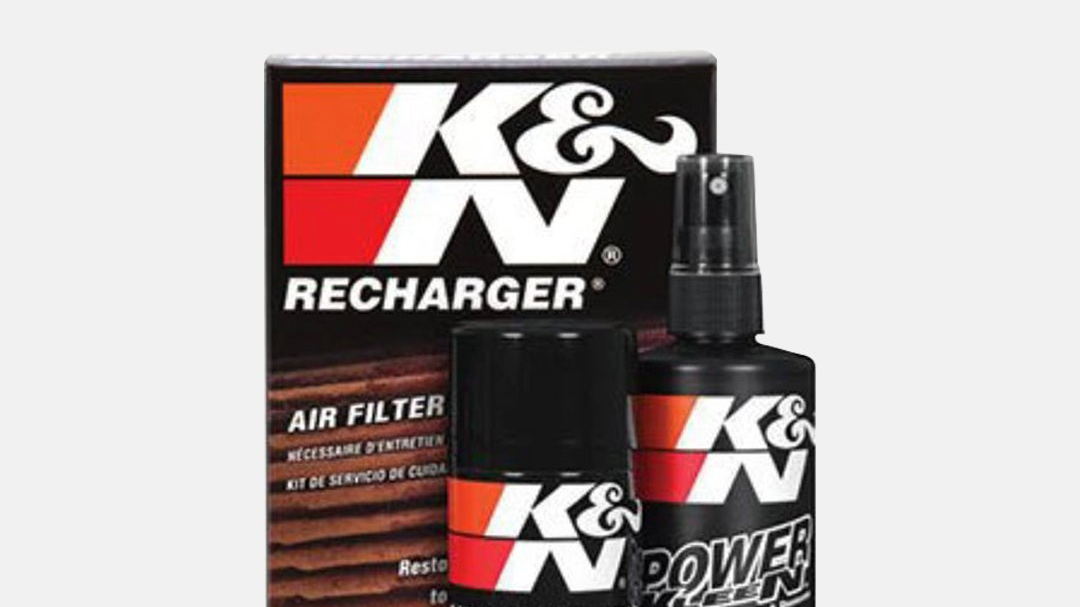 K&
N®
RECHARGER®
AIR FILTER
NÉCESSAIRE D'ENTRETIEN
KIT DE SERVICIO DE CUIDA
Resto
to
K&
N®
K&
N
POWER
KLEEN